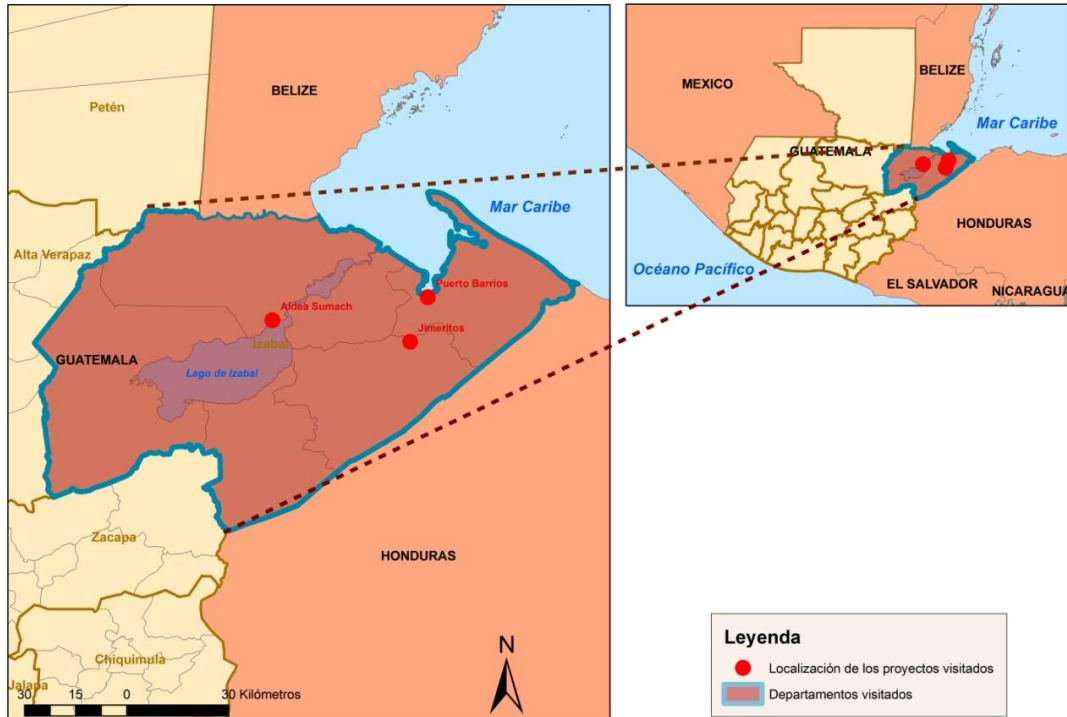 BELIZE
Petén
Mar Caribe
Alta Verapaz
Puerto Barrios
Aldea Sumach
Izabal
Jimeritos
GUATEMALA
Lago de Izabal
Zacapa
HONDURAS
Chiquimula
Jalapa
30 15 0 30 Kilómetros
N
MEXICO
BELIZE
Mar Caribe
GUATEMALA
HONDURAS
Océano Pacífico
EL SALVADOR
NICARAGUA
Leyenda
Localización de los proyectos visitados
Departamentos visitados